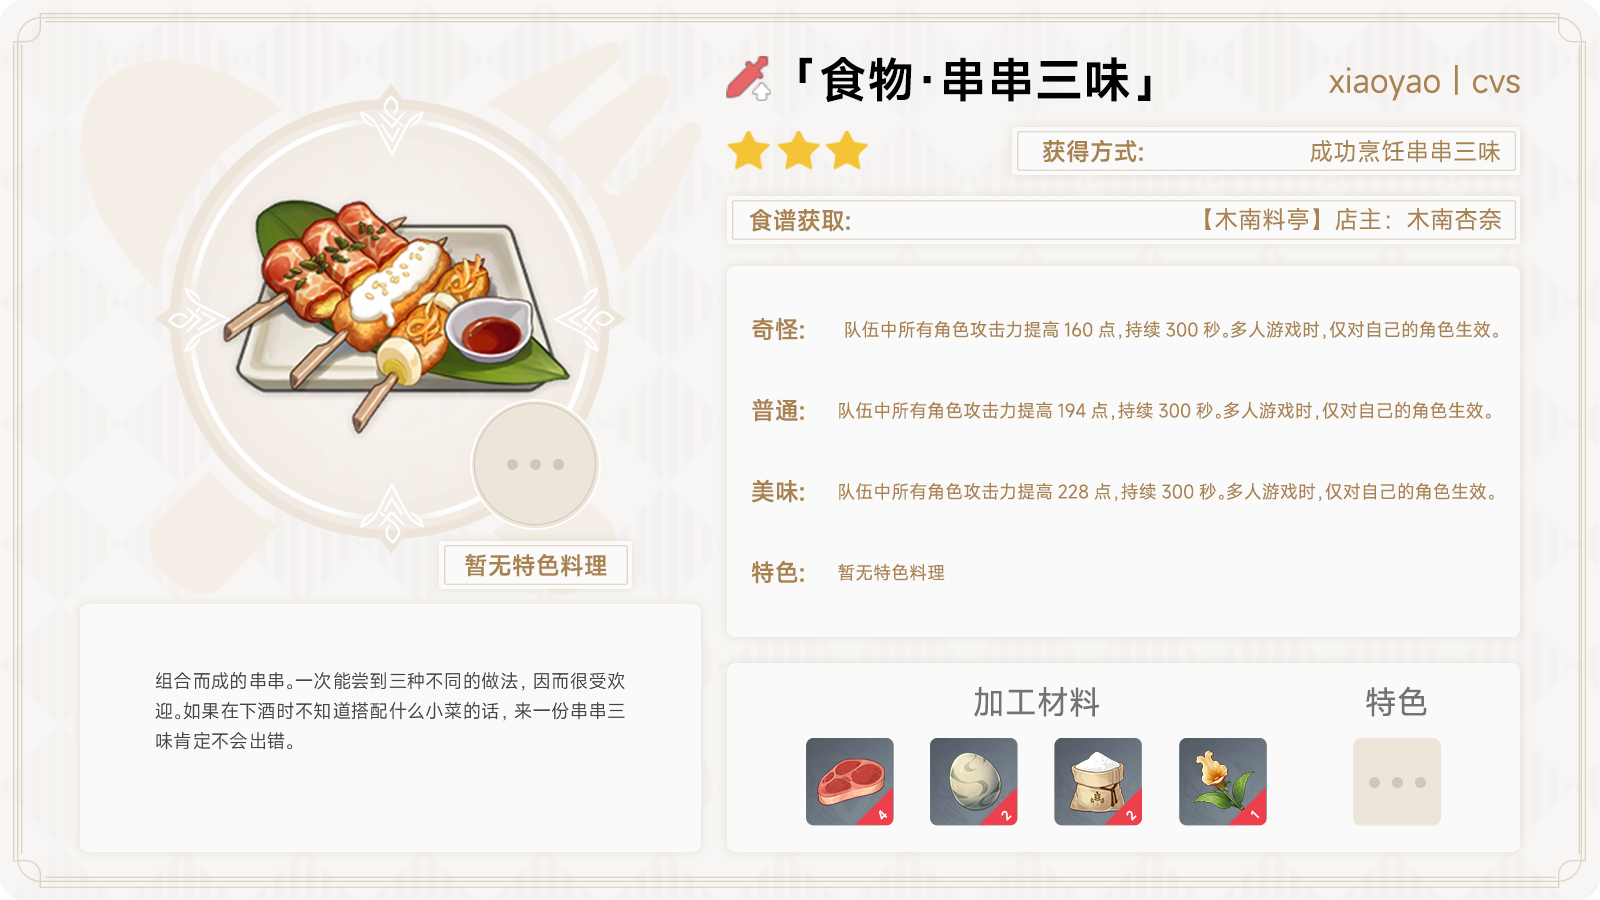 「食物·串串三味」
xiaoyao | cvs
获得方式: 成功烹饪串串三味
食谱获取: 【木南料亭】店主：木南杏奈
奇怪: 队伍中所有角色攻击力提高 160 点,持续 300 秒。多人游戏时,仅对自己的角色生效。
普通: 队伍中所有角色攻击力提高 194 点,持续 300 秒。多人游戏时,仅对自己的角色生效。
美味: 队伍中所有角色攻击力提高 228 点,持续 300 秒。多人游戏时,仅对自己的角色生效。
特色: 暂无特色料理
暂无特色料理
组合而成的串串。一次能尝到三种不同的做法，因而很受欢
迎。如果在下酒时不知道搭配什么小菜的话，来一份串串三
味肯定不会出错。
加工材料
特色
4
2
2
1